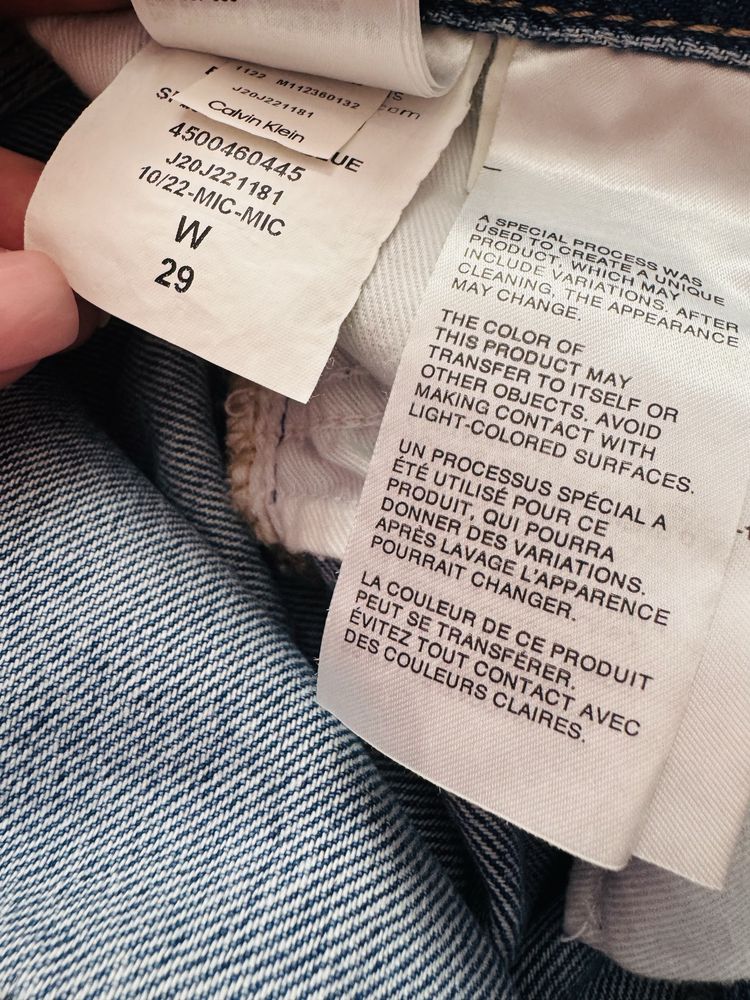 1122 M112360132
J20J221181
Calvin Klein
4500460445
J20J221181
10/22-MIC-MIC
W
29
A SPECIAL PROCESS WAS
USED TO CREATE A UNIQUE
PRODUCT, WHICH MAY
INCLUDE VARIATIONS. AFTER
CLEANING, THE APPEARANCE
MAY CHANGE.
THE COLOR OF
THIS PRODUCT MAY
TRANSFER TO ITSELF OR
OTHER OBJECTS. AVOID
MAKING CONTACT WITH
LIGHT-COLORED SURFACES.
UN PROCESSUS SPÉCIAL A
ÉTÉ UTILISÉ POUR CE
PRODUIT, QUI POURRA
DONNER DES VARIATIONS.
APRÈS LAVAGE L'APPARENCE
POURRAIT CHANGER.
LA COULEUR DE CE PRODUIT
PEUT SE TRANSFÉRER.
ÉVITEZ TOUT CONTACT AVEC
DES COULEURS CLAIRES.